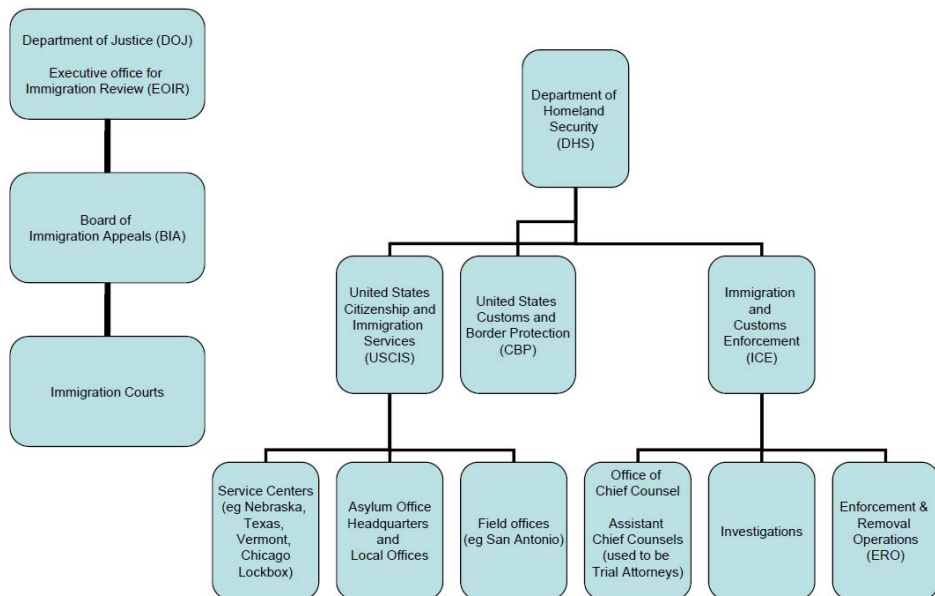 Department of Justice (DOJ)
Executive office for
Immigration Review (EOIR)
Board of
Immigration Appeals (BIA)
Immigration Courts
Department of
Homeland
Security
(DHS)
United States
Citizenship and
Immigration
Services
(USCIS)
United States
Customs and
Border Protection
(CBP)
Immigration
and
Customs
Enforcement
(ICE)
Service Centers
(eg Nebraska,
Texas,
Vermont,
Chicago
Lockbox)
Asylum Office
Headquarters
and
Local Offices
Field offices
(eg San Antonio)
Office of
Chief Counsel
Assistant
Chief Counsels
(used to be
Trial Attorneys)
Investigations
Enforcement &
Removal
Operations
(ERO)